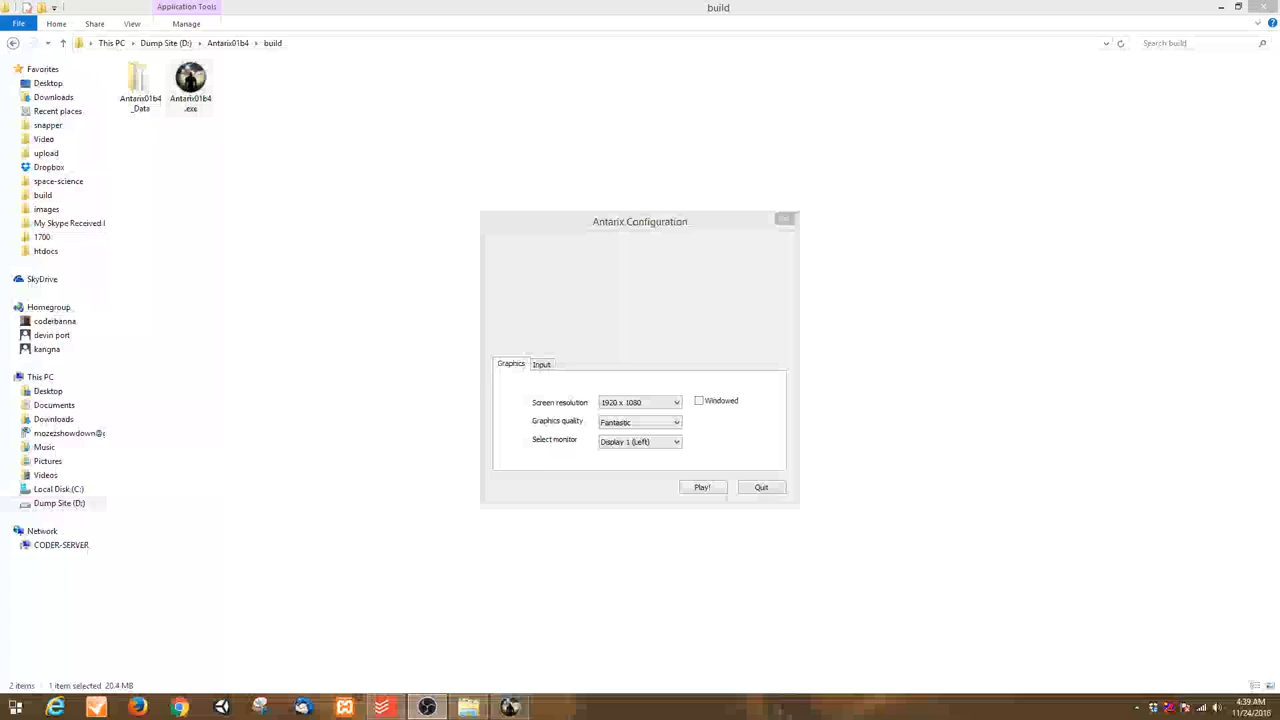 Application Tools
build
File
Home
Share
View
Manage
This PC
Dump Site (D:)
Antarix01b4
build
Search build
Favorites
Desktop
Downloads
Recent places
snapper
Video
upload
Dropbox
space-science
build
images
My Skype Received
1700
htdocs
SkyDrive
Homegroup
coderbanna
devin port
kangna
This PC
Desktop
Documents
Downloads
mozezshowdown@g
Music
Pictures
Videos
Local Disk (C:)
Dump Site (D:)
Network
CODER-SERVER
Antarix01b4
_Data
Antarix01b4
.exe
Antarix Configuration
Graphics
Input
Screen resolution
1920 x 1080
Windowed
Graphics quality
Fantastic
Select monitor
Display 1 (Left)
Play!
Quit
2 items
1 item selected 20.4 MB
4:39 AM
11/24/2016